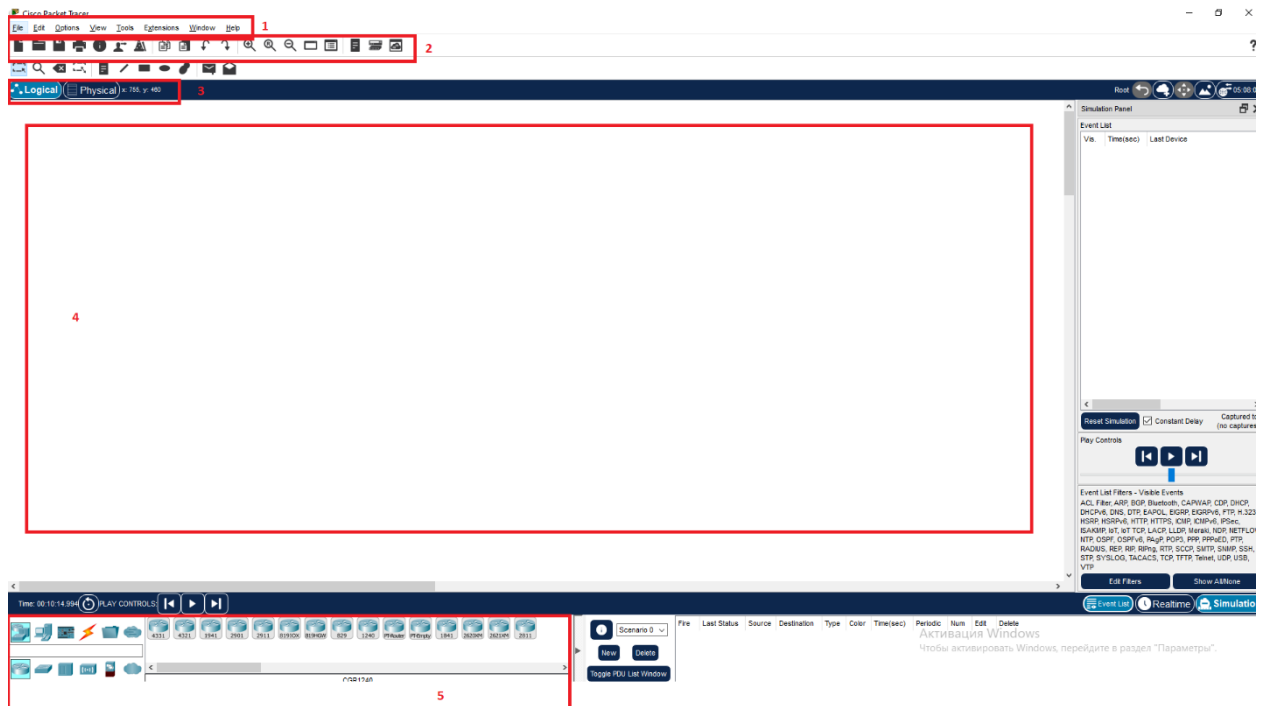 Cisco Packet Tracer
File Edit Options View Tools Extensions Window Help 1
2
?
Logical Physical x: 755, y: 460 3
Root 05:08:0
Simulation Panel
Event List
Vis. Time(sec) Last Device
4
Reset Simulation Constant Delay Captured to
(no captures
Play Controls
Event List Filters - Visible Events
ACL Filter, ARP, BGP, Bluetooth, CAPWAP, CDP, DHCP,
DHCPv6, DNS, DTP, EAPOL, EIGRP, EIGRPv6, FTP, H.323
HSRP, HSRPv6, HTTP, HTTPS, ICMP, ICMPv6, IPSec,
ISAKMP, IoT, IoT TCP, LACP, LLDP, Meraki, NDP, NETFLO
NTP, OSPF, OSPFv6, PAgP, POP3, PPP, PPPoED, PTP,
RADIUS, REP, RIP, RIPng, RTP, SCCP, SMTP, SNMP, SSH,
STP, SYSLOG, TACACS, TCP, TFTP, Telnet, UDP, USB,
VTP
Edit Filters Show All/None
Time: 00:10:14.994 PLAY CONTROLS:
Event List Realtime Simulatio
4331 4321 1941 2901 2911 819IOX 819HGW 829 1240 PT-Router PT-Empty 1841 2620XM 2621XM 2811
CGR1240
5
Scenario 0
New Delete
Toggle PDU List Window
Fire Last Status Source Destination Type Color Time(sec) Periodic Num Edit Delete
Активация Windows
Чтобы активировать Windows, перейдите в раздел "Параметры".